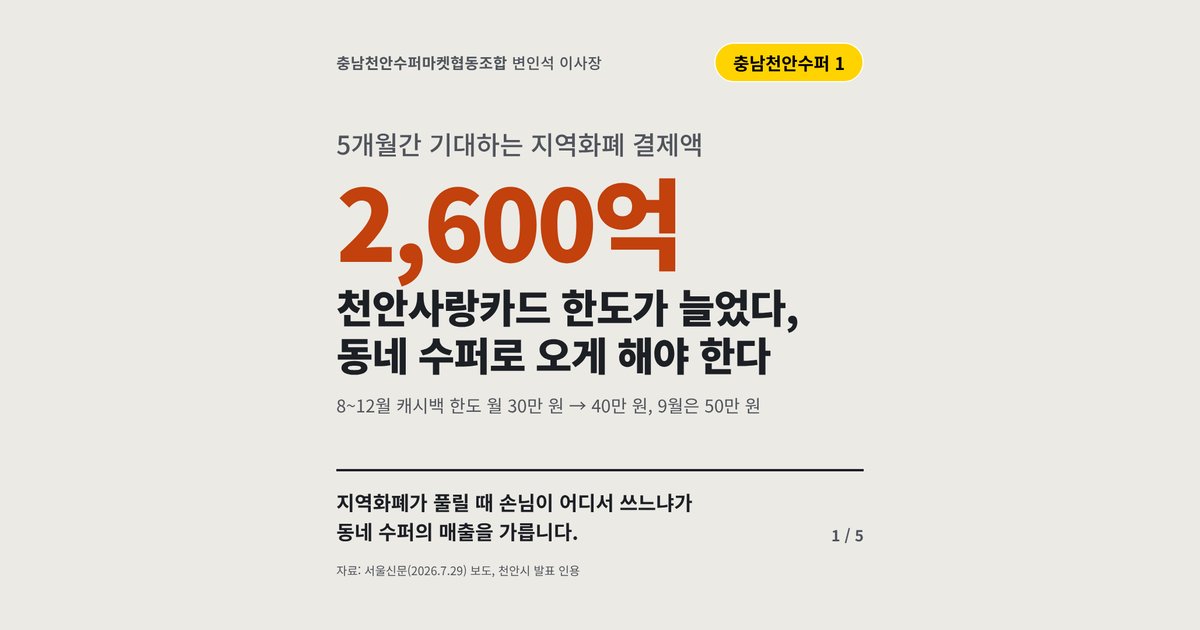 충남천안수퍼마켓협동조합 변인석 이사장
충남천안수퍼 1
5개월간 기대하는 지역화폐 결제액
2,600억
천안사랑카드 한도가 늘었다,
동네 수퍼로 오게 해야 한다
8~12월 캐시백 한도 월 30만 원 → 40만 원, 9월은 50만 원
지역화폐가 풀릴 때 손님이 어디서 쓰느냐가
동네 수퍼의 매출을 가릅니다.
1 / 5
자료: 서울신문(2026.7.29) 보도, 천안시 발표 인용